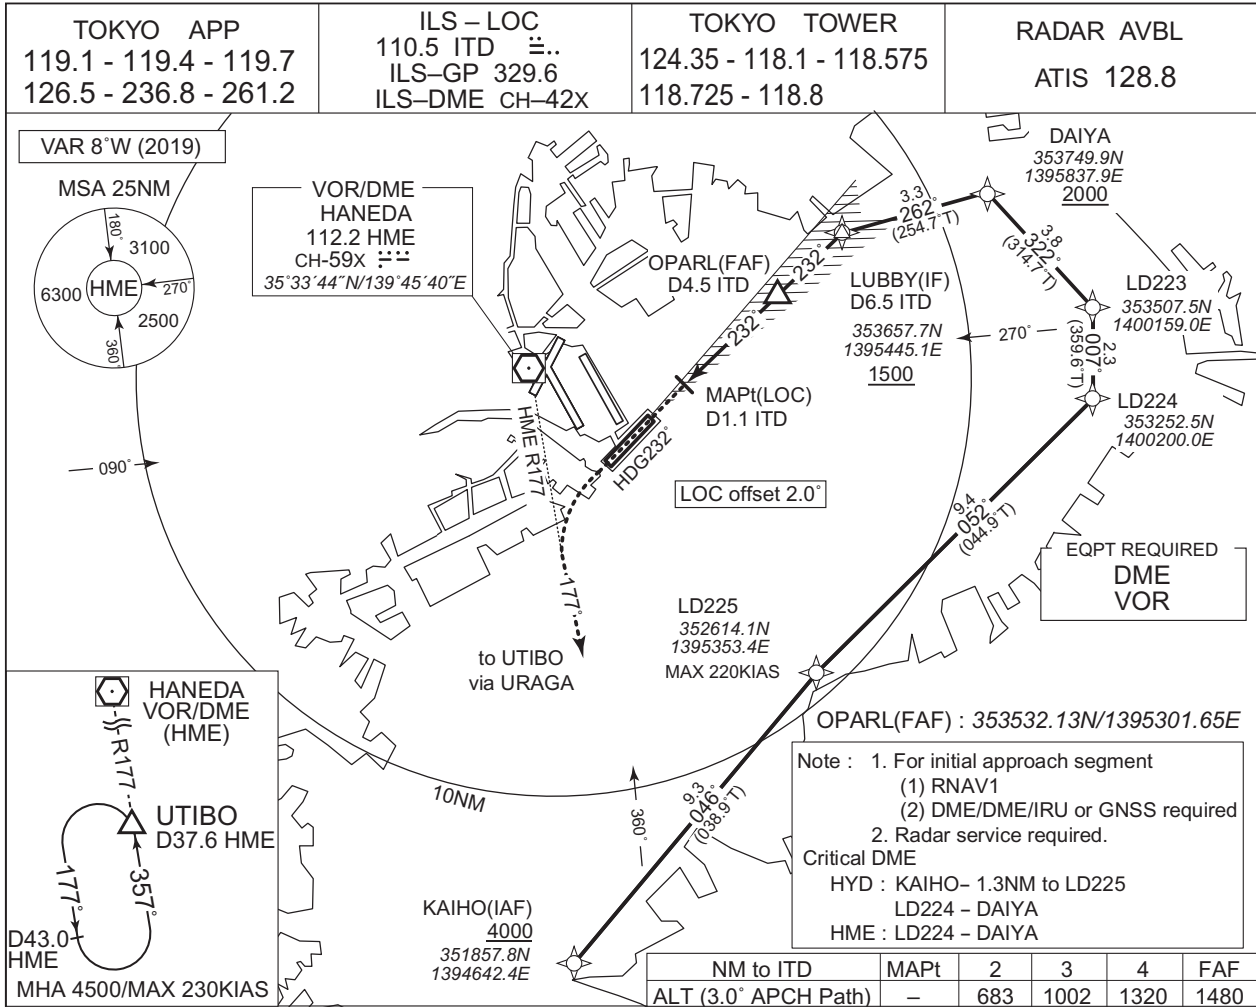 TOKYO APP
119.1 - 119.4 - 119.7
126.5 - 236.8 - 261.2
ILS – LOC
110.5 ITD
ILS–GP 329.6
ILS–DME CH–42X
TOKYO TOWER
124.35 - 118.1 - 118.575
118.725 - 118.8
RADAR AVBL
ATIS 128.8
VAR 8°W (2019)
MSA 25NM
180°
3100
6300
HME
270°
2500
360°
VOR/DME
HANEDA
112.2 HME
CH-59X
35°33´44˝N/139°45´40˝E
DAIYA
353749.9N
1395837.9E
2000
3.3
262°
(254.7°T)
3.8
322°
(314.7°T)
OPARL(FAF)
D4.5 ITD
232°
232°
LUBBY(IF)
D6.5 ITD
353657.7N
1395445.1E
1500
270°
LD223
353507.5N
1400159.0E
2.3
007°
(359.6°T)
LD224
353252.5N
1400200.0E
MAPt(LOC)
D1.1 ITD
HME R177
HDG232°
090°
LOC offset 2.0°
9.4
052°
(044.9°T)
EQPT REQUIRED
DME
VOR
177°
to UTIBO
via URAGA
LD225
352614.1N
1395353.4E
MAX 220KIAS
HANEDA
VOR/DME
(HME)
R177
UTIBO
D37.6 HME
177°
357°
D43.0
HME
MHA 4500/MAX 230KIAS
10NM
360°
9.3
046°
(038.9°T)
KAIHO(IAF)
4000
351857.8N
1394642.4E
OPARL(FAF) : 353532.13N/1395301.65E
Note : 1. For initial approach segment
(1) RNAV1
(2) DME/DME/IRU or GNSS required
2. Radar service required.
Critical DME
HYD : KAIHO– 1.3NM to LD225
LD224 – DAIYA
HME : LD224 – DAIYA
NM to ITD MAPt 2 3 4 FAF
ALT (3.0° APCH Path) – 683 1002 1320 1480